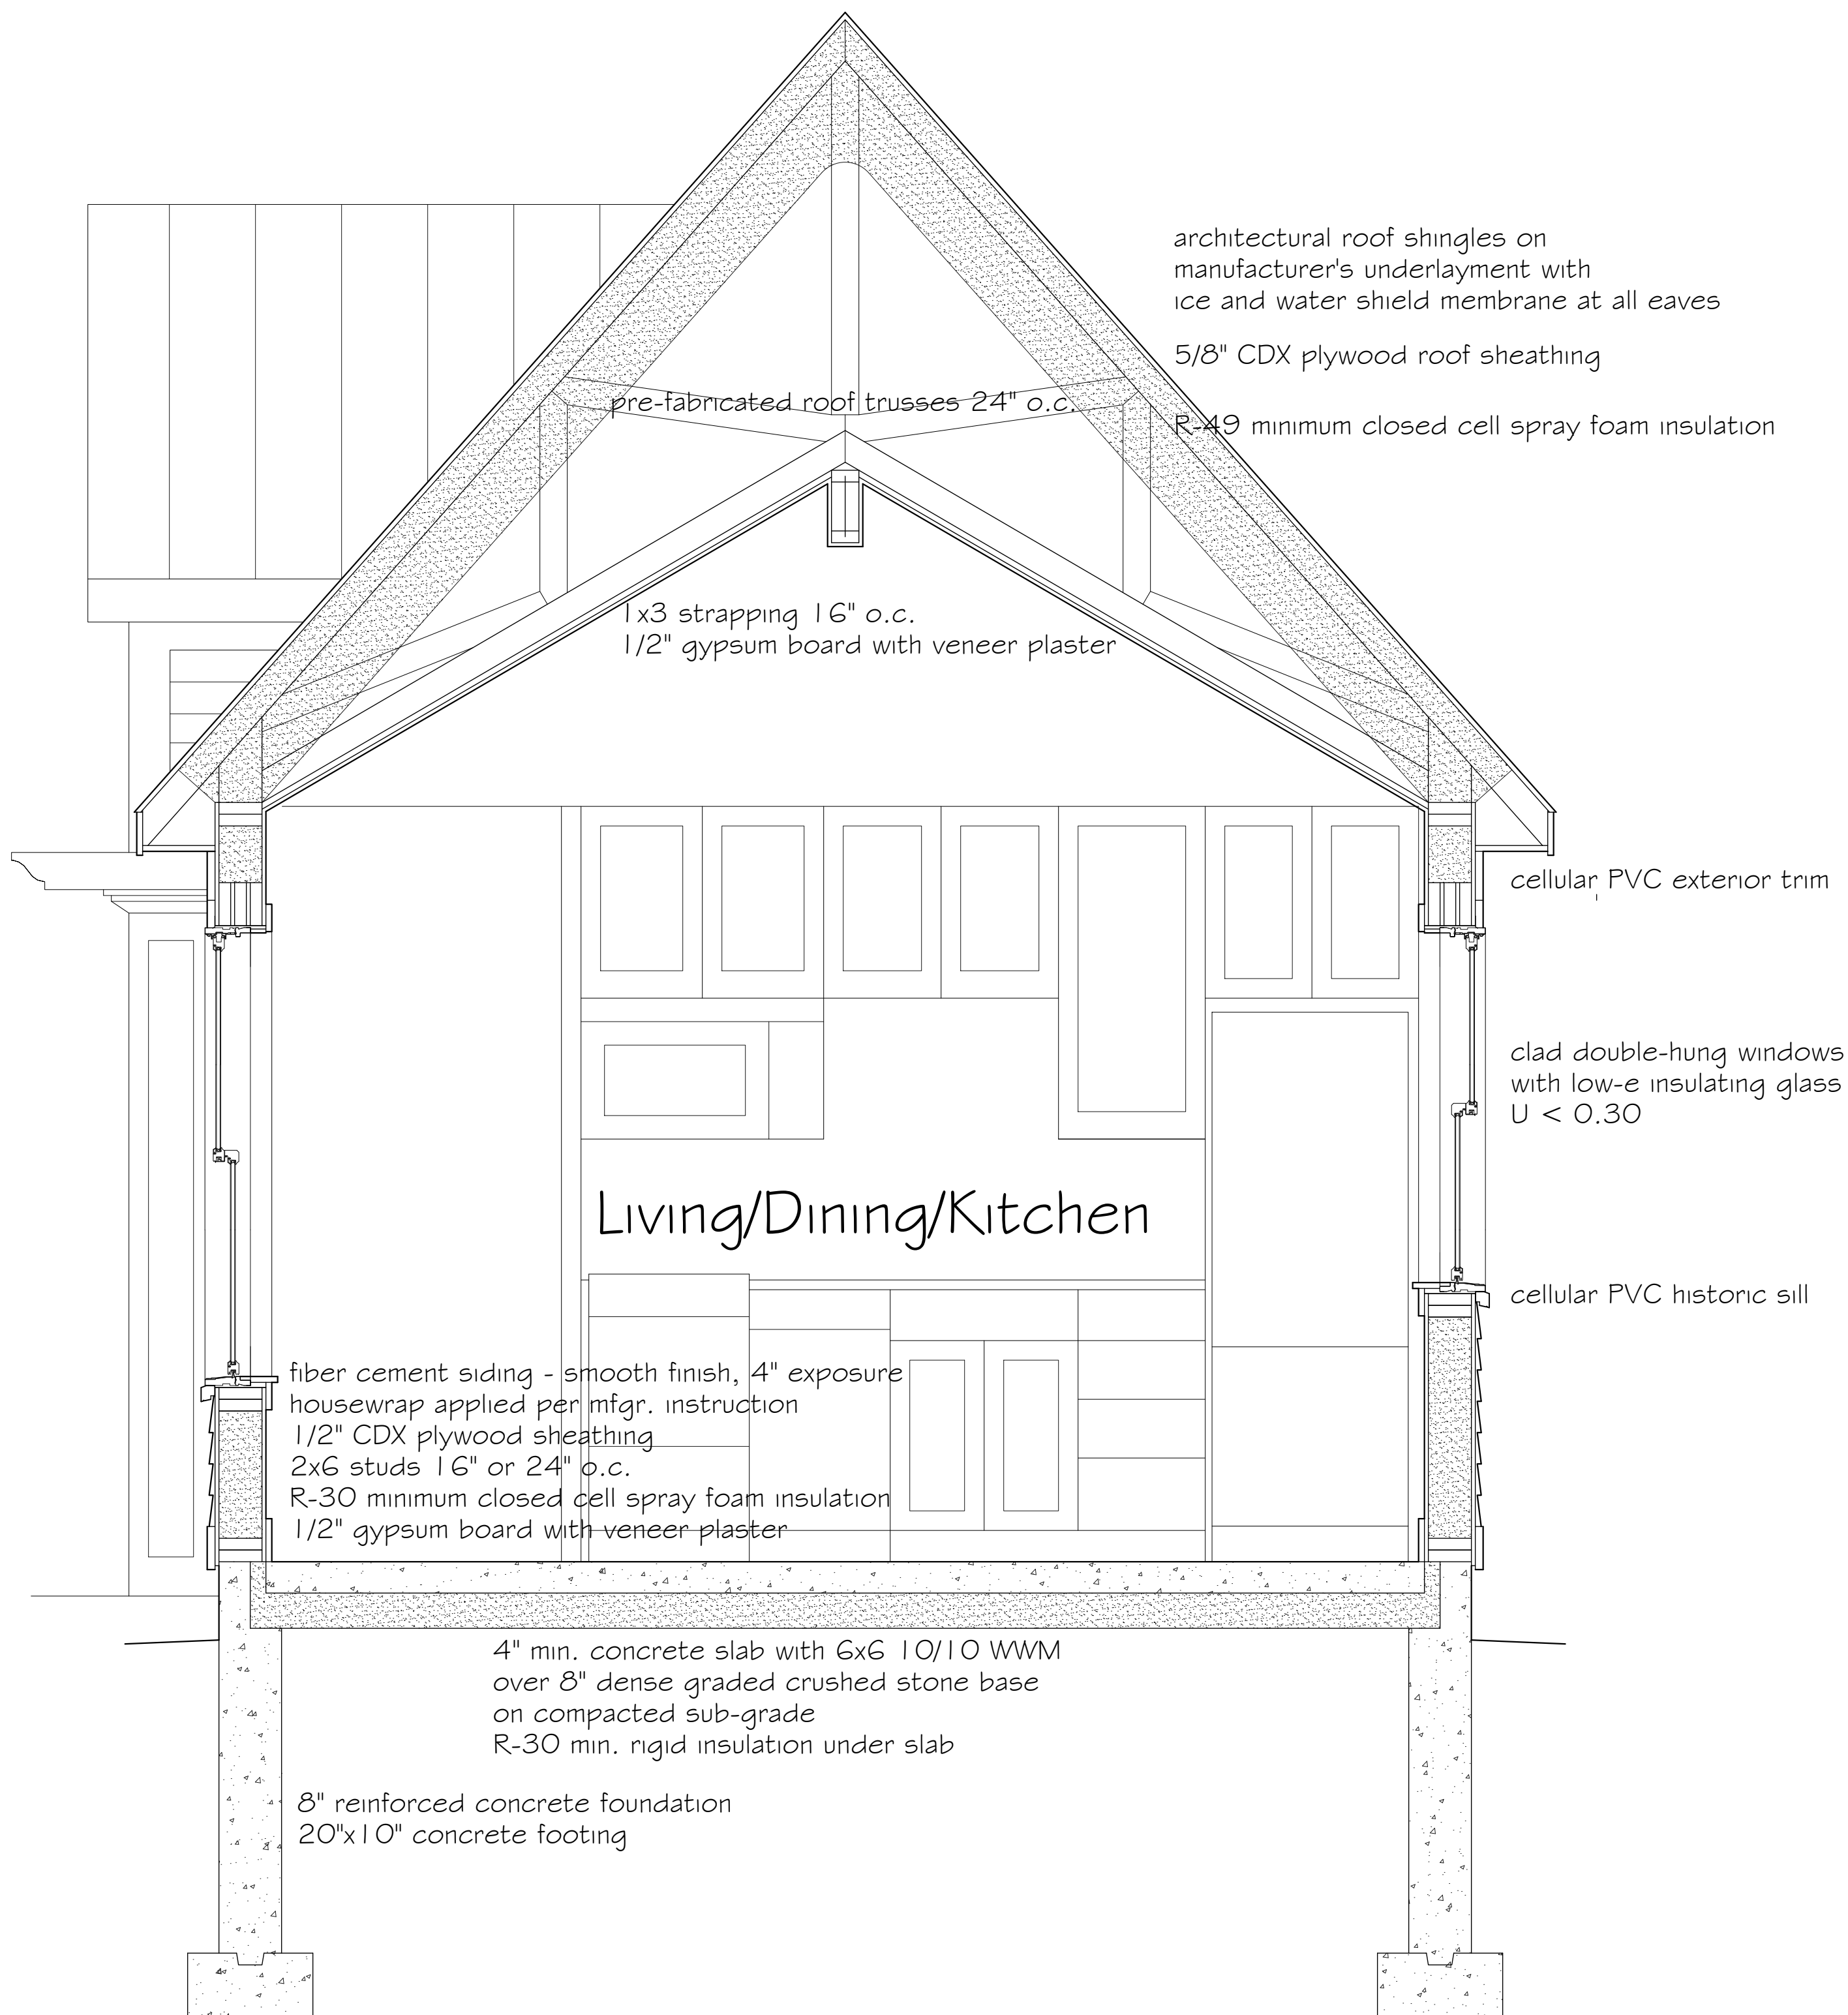 architectural roof shingles on
manufacturer's underlayment with
ice and water shield membrane at all eaves
5/8" CDX plywood roof sheathing
pre-fabricated roof trusses 24" o.c.
R-49 minimum closed cell spray foam insulation
1x3 strapping 16" o.c.
1/2" gypsum board with veneer plaster
cellular PVC exterior trim
clad double-hung windows
with low-e insulating glass
U < 0.30
Living/Dining/Kitchen
cellular PVC historic sill
fiber cement siding - smooth finish, 4" exposure
housewrap applied per mfgr. instruction
1/2" CDX plywood sheathing
2x6 studs 16" or 24" o.c.
R-30 minimum closed cell spray foam insulation
1/2" gypsum board with veneer plaster
4" min. concrete slab with 6x6 10/10 WWM
over 8" dense graded crushed stone base
on compacted sub-grade
R-30 min. rigid insulation under slab
8" reinforced concrete foundation
20"x10" concrete footing